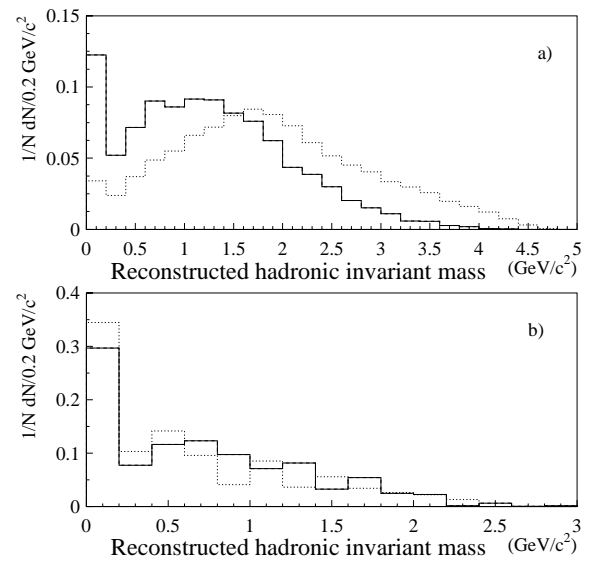 1/N dN/0.2 GeV/c²
0.15
a)
0.1
0.05
0
0 0.5 1 1.5 2 2.5 3 3.5 4 4.5 5
Reconstructed hadronic invariant mass (GeV/c²)
1/N dN/0.2 GeV/c²
0.4
b)
0.3
0.2
0.1
0
0 0.5 1 1.5 2 2.5 3
Reconstructed hadronic invariant mass (GeV/c²)